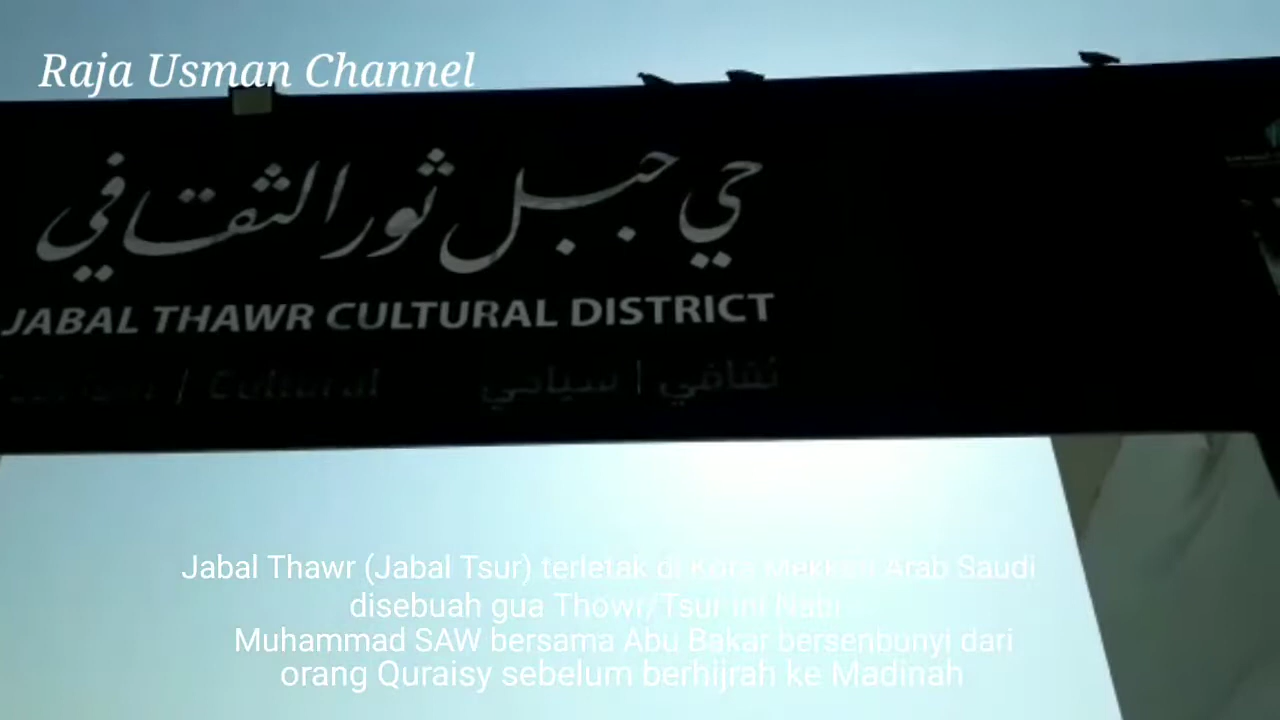 Raja Usman Channel
حي جبل ثور الثقافي
JABAL THAWR CULTURAL DISTRICT
Cultural / ثقافي | سياحي
Jabal Thawr (Jabal Tsur) terletak di Kota Mekkah Arab Saudi
disebuah gua Thowr/Tsur ini Nabi
Muhammad SAW bersama Abu Bakar bersenbunyi dari
orang Quraisy sebelum berhijrah ke Madinah